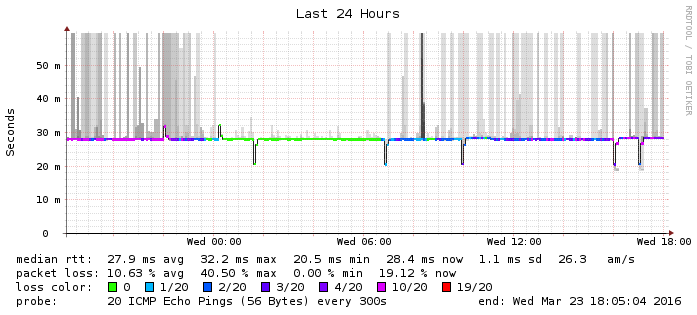 Last 24 Hours
RRDTOOL / TOBI OETIKER
Seconds
50 m
40 m
30 m
20 m
10 m
0
Wed 00:00 Wed 06:00 Wed 12:00 Wed 18:00
median rtt: 27.9 ms avg 32.2 ms max 20.5 ms min 28.4 ms now 1.1 ms sd 26.3 am/s
packet loss: 10.63 % avg 40.50 % max 0.00 % min 19.12 % now
loss color: 0 1/20 2/20 3/20 4/20 10/20 19/20
probe: 20 ICMP Echo Pings (56 Bytes) every 300s end: Wed Mar 23 18:05:04 2016